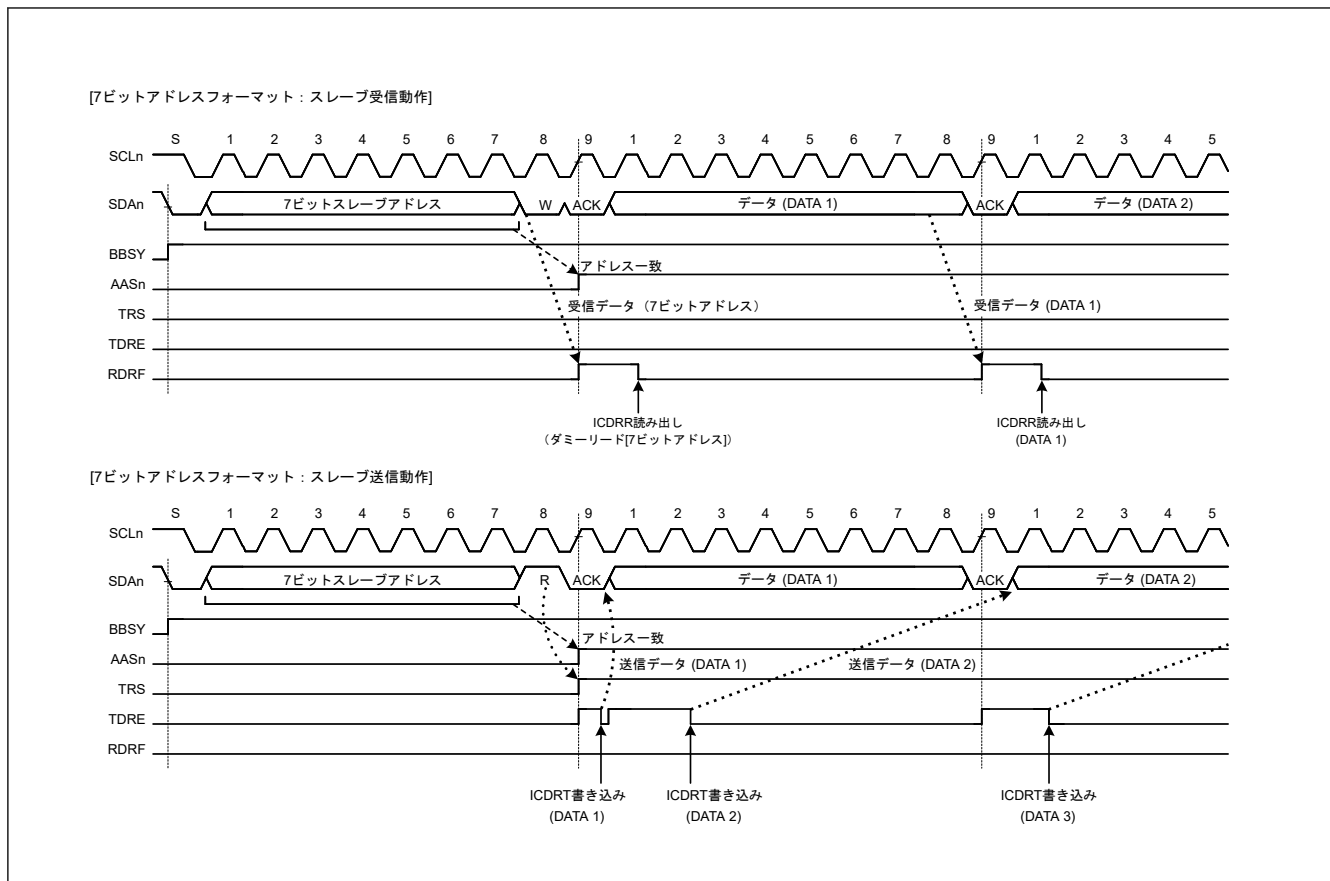 [7ビットアドレスフォーマット：スレーブ受信動作]
S 1 2 3 4 5 6 7 8 9 1 2 3 4 5 6 7 8 9 1 2 3 4 5
SCLn
SDAn 7ビットスレーブアドレス W ACK データ (DATA 1) ACK データ (DATA 2)
BBSY
アドレス一致
AASn
受信データ（7ビットアドレス） 受信データ (DATA 1)
TRS
TDRE
RDRF
ICDRR読み出し ICDRR読み出し
（ダミーリード[7ビットアドレス]） (DATA 1)
[7ビットアドレスフォーマット：スレーブ送信動作]
S 1 2 3 4 5 6 7 8 9 1 2 3 4 5 6 7 8 9 1 2 3 4 5
SCLn
SDAn 7ビットスレーブアドレス R ACK データ (DATA 1) ACK データ (DATA 2)
BBSY
アドレス一致
AASn
送信データ (DATA 1) 送信データ (DATA 2)
TRS
TDRE
RDRF
ICDRT書き込み ICDRT書き込み ICDRT書き込み
(DATA 1) (DATA 2) (DATA 3)